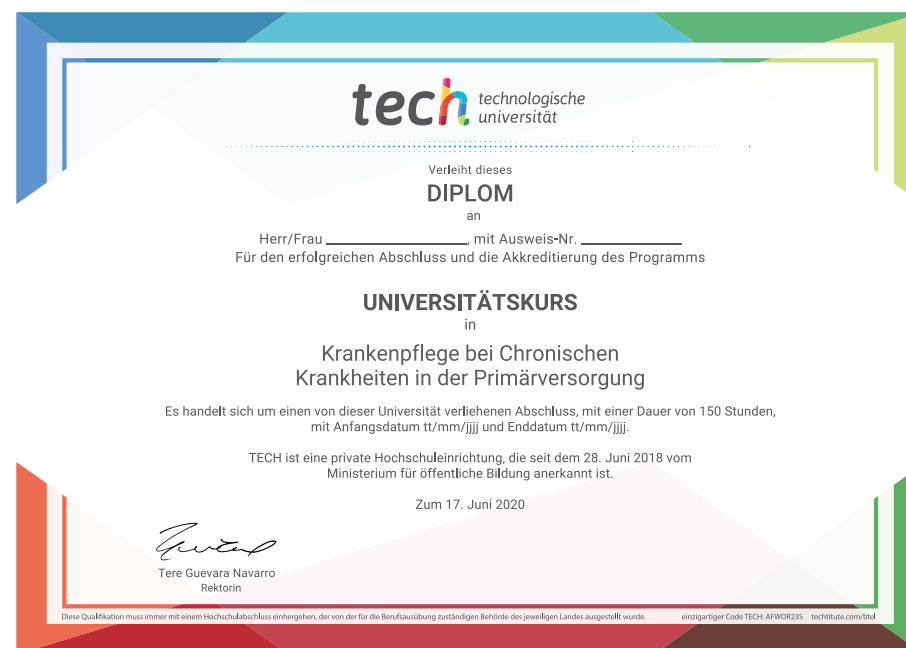 tech technologische
universität
Verleiht dieses
DIPLOM
an
Herr/Frau ____________________, mit Ausweis-Nr. ______________
Für den erfolgreichen Abschluss und die Akkreditierung des Programms
UNIVERSITÄTSKURS
in
Krankenpflege bei Chronischen
Krankheiten in der Primärversorgung
Es handelt sich um einen von dieser Universität verliehenen Abschluss, mit einer Dauer von 150 Stunden,
mit Anfangsdatum tt/mm/jjjj und Enddatum tt/mm/jjjj.
TECH ist eine private Hochschuleinrichtung, die seit dem 28. Juni 2018 vom
Ministerium für öffentliche Bildung anerkannt ist.
Zum 17. Juni 2020
Tere Guevara Navarro
Rektorin
Diese Qualifikation muss immer mit einem Hochschulabschluss einhergehen, der von der für die Berufsausübung zuständigen Behörde des jeweiligen Landes ausgestellt wurde. einzigartiger Code TECH: AFWOR23S techtitute.com/titel